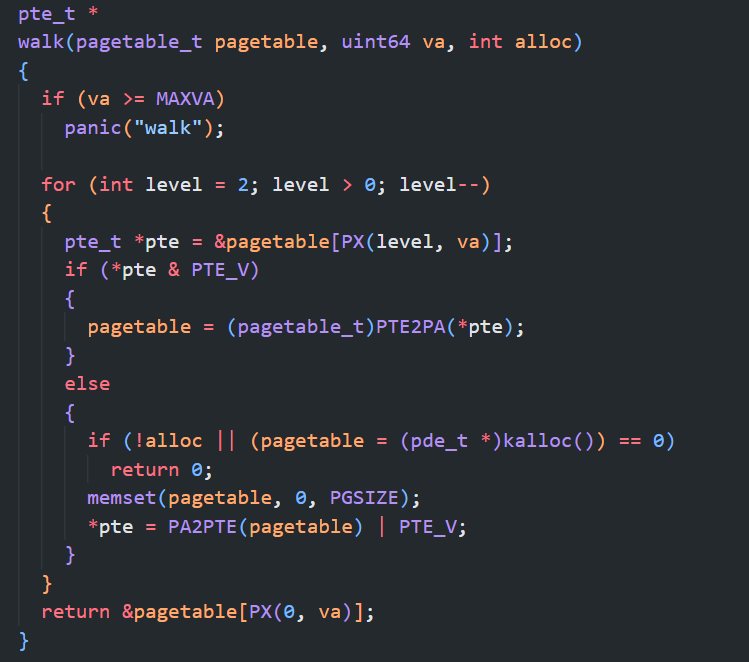 pte_t *
walk(pagetable_t pagetable, uint64 va, int alloc)
{
  if (va >= MAXVA)
    panic("walk");

  for (int level = 2; level > 0; level--)
  {
    pte_t *pte = &pagetable[PX(level, va)];
    if (*pte & PTE_V)
    {
      pagetable = (pagetable_t)PTE2PA(*pte);
    }
    else
    {
      if (!alloc || (pagetable = (pde_t *)kalloc()) == 0)
        return 0;
      memset(pagetable, 0, PGSIZE);
      *pte = PA2PTE(pagetable) | PTE_V;
    }
  }
  return &pagetable[PX(0, va)];
}